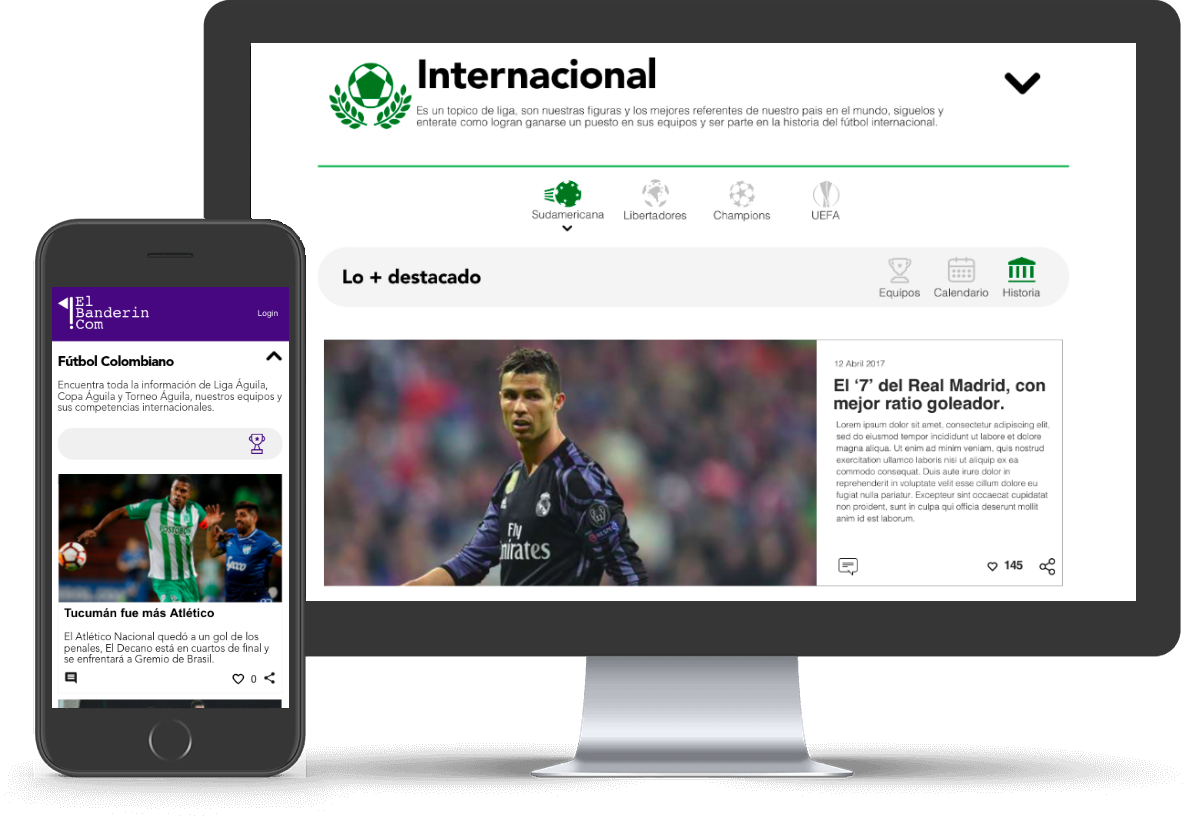 Internacional
Es un topico de liga, son nuestras figuras y los mejores referentes de nuestro pais en el mundo, siguelos y
enterate como logran ganarse un puesto en sus equipos y ser parte en la historia del fútbol internacional.
Sudamericana
Libertadores
Champions
UEFA
Lo + destacado
Equipos
Calendario
Historia
12 Abril 2017
El ‘7’ del Real Madrid, con
mejor ratio goleador.
Lorem ipsum dolor sit amet, consectetur adipiscing elit,
sed do eiusmod tempor incididunt ut labore et dolore
magna aliqua. Ut enim ad minim veniam, quis nostrud
exercitation ullamco laboris nisi ut aliquip ex ea
commodo consequat. Duis aute irure dolor in
reprehenderit in voluptate velit esse cillum dolore eu
fugiat nulla pariatur. Excepteur sint occaecat cupidatat
non proident, sunt in culpa qui officia deserunt mollit
anim id est laborum.
145
Fly
Emirates
El
Banderin
Com
Login
Fútbol Colombiano
Encuentra toda la información de Liga Águila,
Copa Águila y Torneo Águila, nuestros equipos y
sus competencias internacionales.
POSTOBON
Tucumán fue más Atlético
El Atlético Nacional quedó a un gol de los
penales, El Decano está en cuartos de final y
se enfrentará a Gremio de Brasil.
0